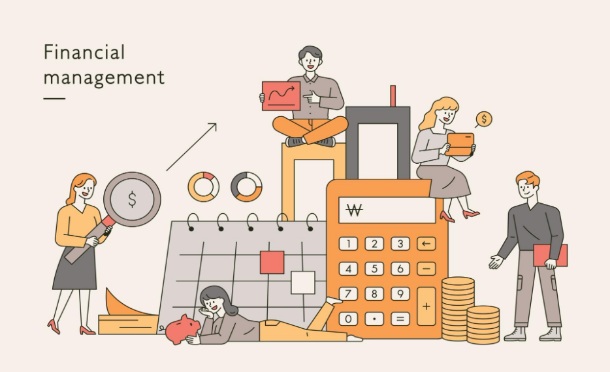 Financial
management
$
$
₩
1 2 3 ←
4 5 6 −
7 8 9 +
0 . =